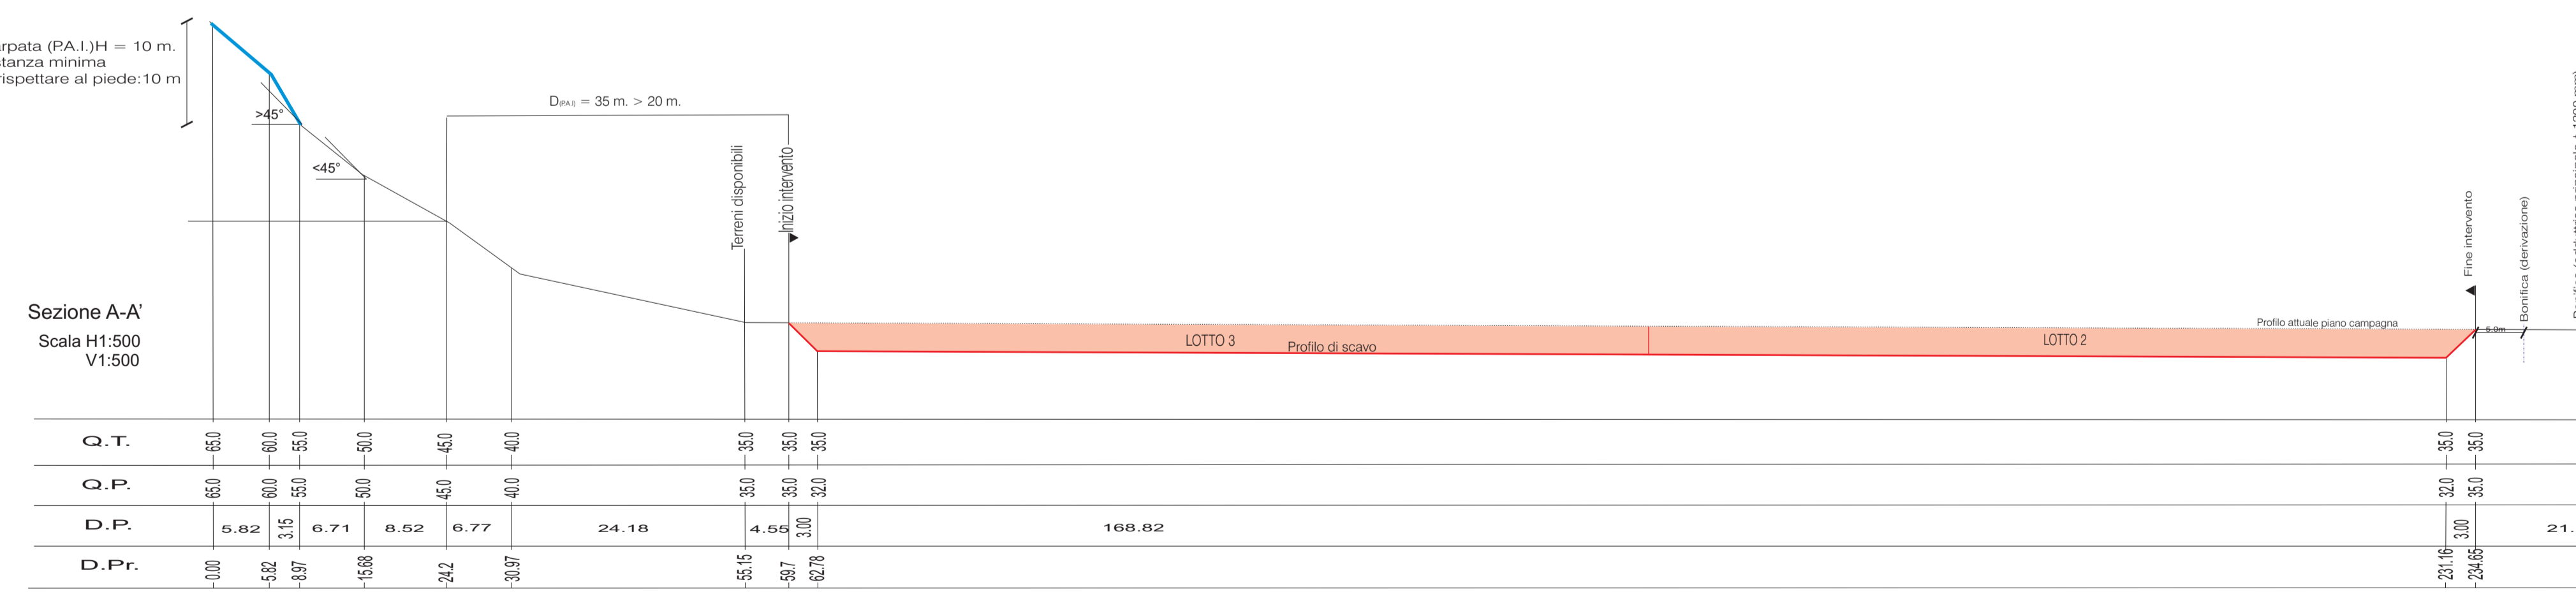 arpata (P.A.I.)H = 10 m.
stanza minima
rispettare al piede:10 m
>45°
<45°
D(P.A.I) = 35 m. > 20 m.
Terreni disponibili
Inizio intervento
Fine intervento
Bonifica (derivazione)
Sezione A-A'
Scala H1:500
V1:500
LOTTO 3
Profilo di scavo
LOTTO 2
Profilo attuale piano campagna
5.0m
Q.T. 65.0 60.0 55.0 50.0 45.0 40.0 35.0 35.0 35.0 35.0 35.0
Q.P. 65.0 60.0 55.0 50.0 45.0 40.0 35.0 35.0 32.0 32.0 35.0
D.P. 5.82 3.15 6.71 8.52 6.77 24.18 4.55 3.00 168.82 3.00 21.
D.Pr. 0.00 5.82 8.97 15.68 24.2 30.97 55.15 59.7 62.78 231.16 234.65